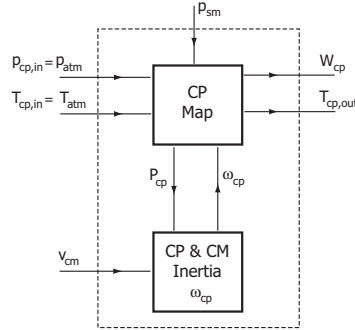 p_sm
p_cp,in = p_atm
T_cp,in = T_atm
CP
Map
W_cp
T_cp,out
P_cp
ω_cp
v_cm
CP & CM
Inertia
ω_cp